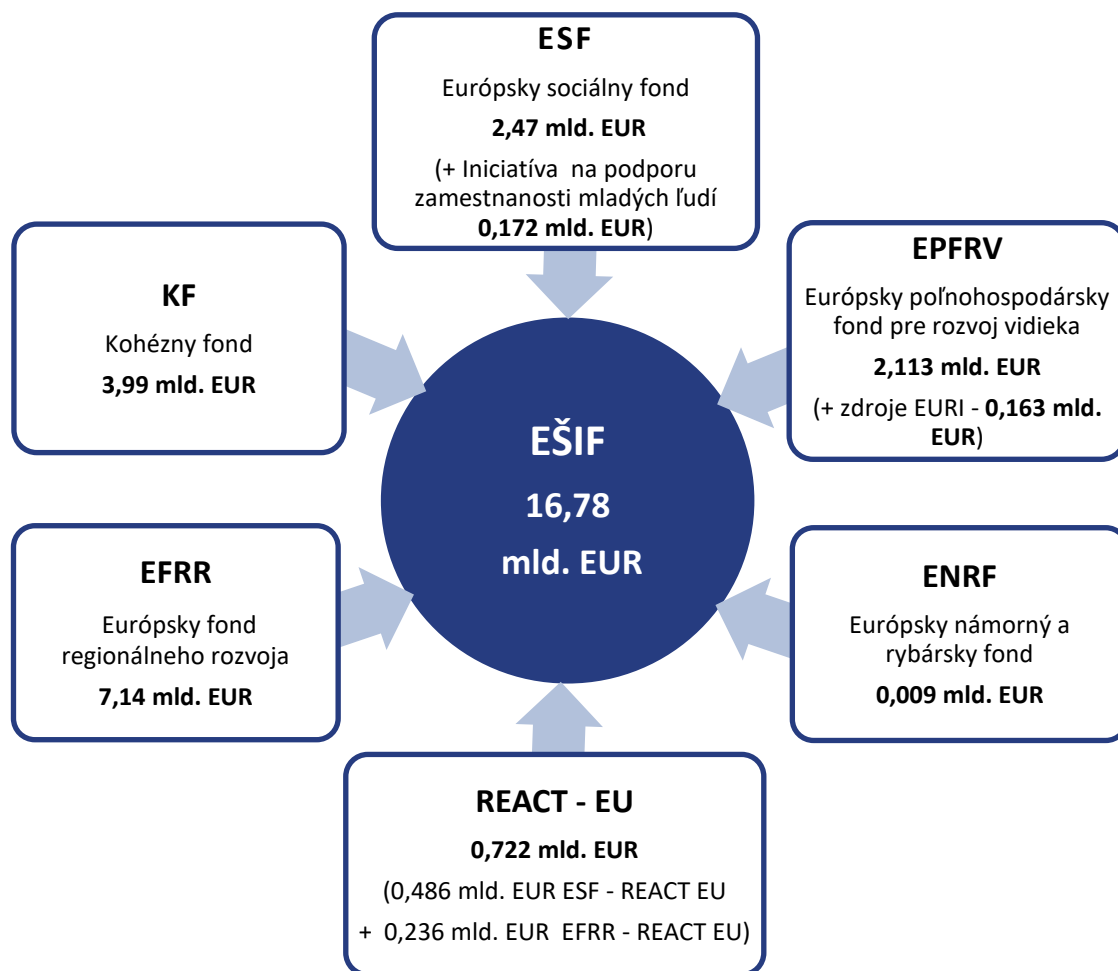 ESF
Európsky sociálny fond
2,47 mld. EUR
(+ Iniciatíva  na podporu
zamestnanosti mladých ľudí
0,172 mld. EUR)
EPFRV
Európsky poľnohospodársky
fond pre rozvoj vidieka
2,113 mld. EUR
(+ zdroje EURI - 0,163 mld.
EUR)
KF
Kohézny fond
3,99 mld. EUR
EŠIF
16,78
mld. EUR
EFRR
Európsky fond
regionálneho rozvoja
7,14 mld. EUR
ENRF
Európsky námorný a
rybársky fond
0,009 mld. EUR
REACT - EU
0,722 mld. EUR
(0,486 mld. EUR ESF - REACT EU
+  0,236 mld. EUR  EFRR - REACT EU)